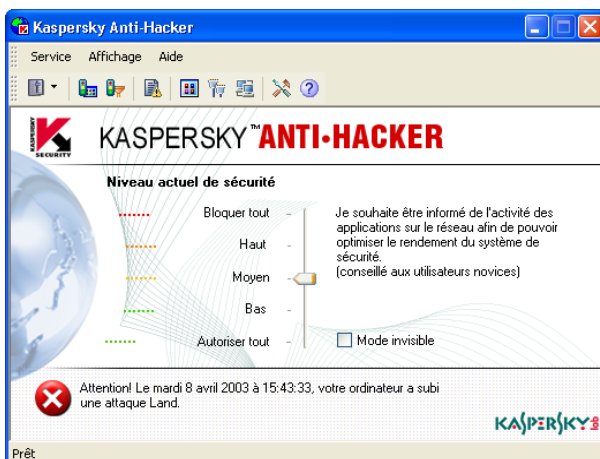 Kaspersky Anti-Hacker
Service Affichage Aide
KASPERSKY SECURITY
KASPERSKY™ ANTI•HACKER
Niveau actuel de sécurité
Bloquer tout
Haut
Moyen
Bas
Autoriser tout
Je souhaite être informé de l'activité des
applications sur le réseau afin de pouvoir
optimiser le rendement du système de
sécurité.
(conseillé aux utilisateurs novices)
Mode invisible
Attention! Le mardi 8 avril 2003 à 15:43:33, votre ordinateur a subi
une attaque Land.
KASPERSKY lab
Prêt